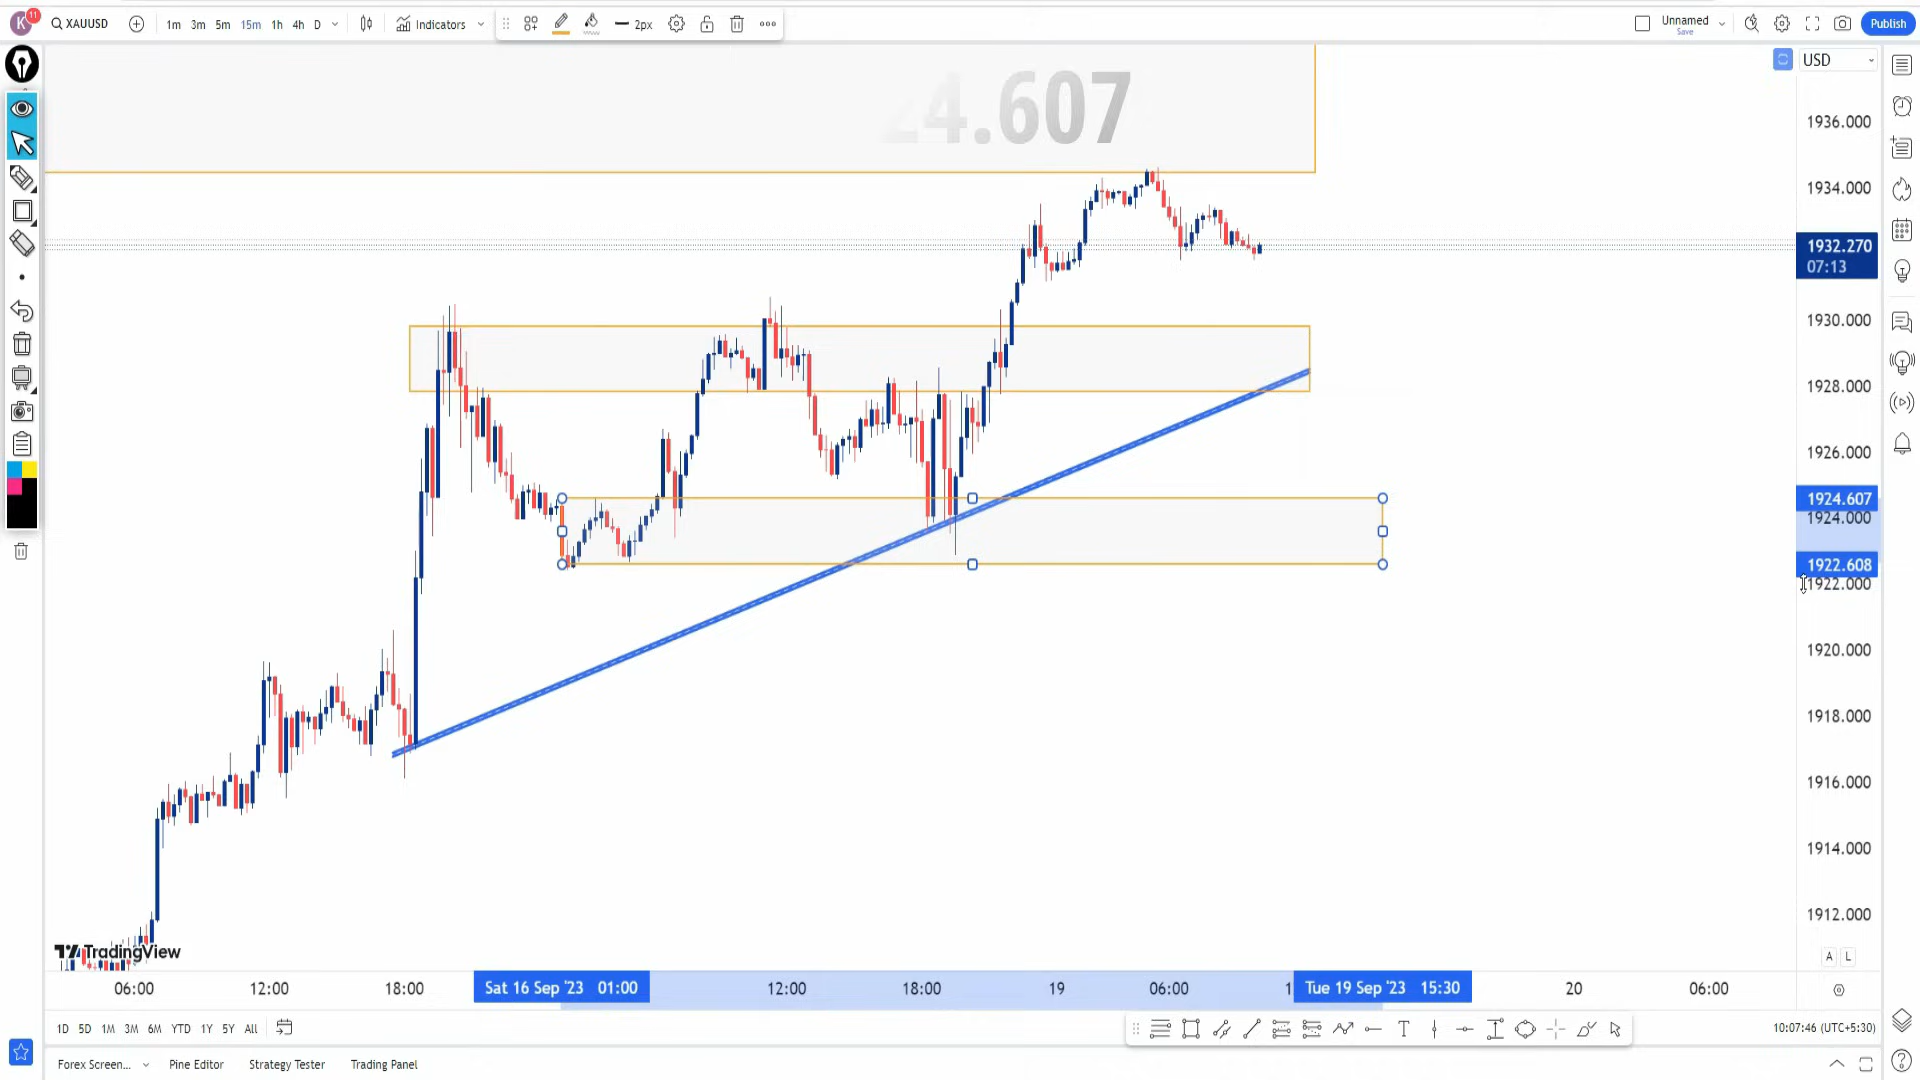 K 11 XAUUSD 1m 3m 5m 15m 1h 4h D Indicators 2px Unnamed Save Publish
24.607
USD
1936.000
1934.000
1932.270
07:13
1930.000
1928.000
1926.000
1924.607
1924.000
1922.608
1922.000
1920.000
1918.000
1916.000
1914.000
1912.000
TradingView
A L
06:00 12:00 18:00 Sat 16 Sep '23 01:00 12:00 18:00 19 06:00 1 Tue 19 Sep '23 15:30 20 06:00
1D 5D 1M 3M 6M YTD 1Y 5Y All T 10:07:46 (UTC+5:30)
Forex Screen... Pine Editor Strategy Tester Trading Panel